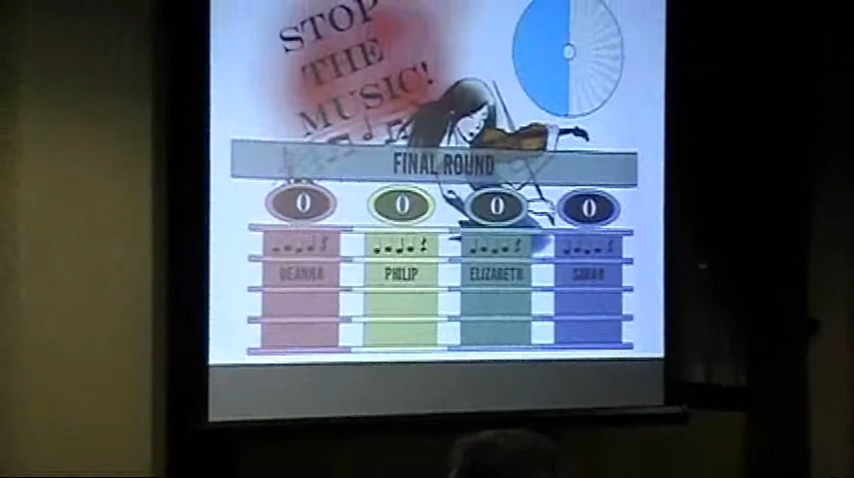 STOP
THE
MUSIC!
FINAL ROUND
0 0 0 0
DEANNA PHILIP ELIZABETH SARAH